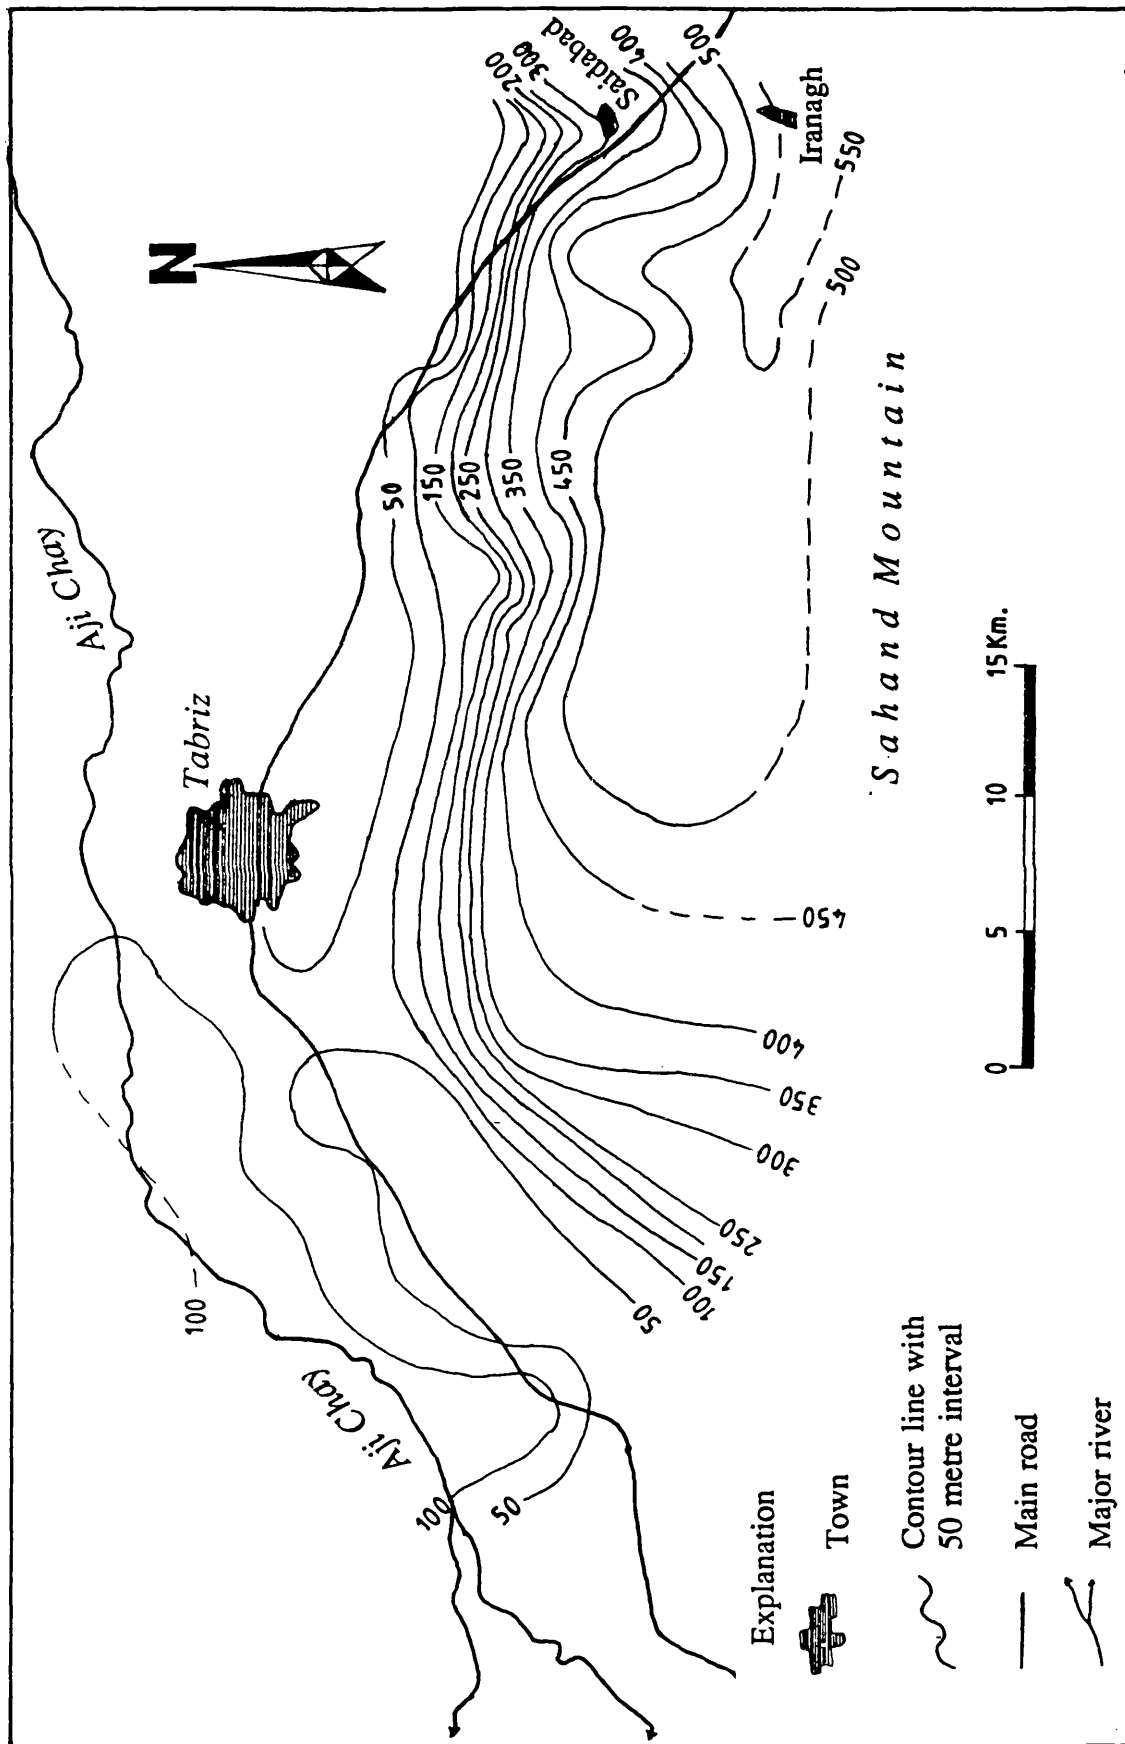 N
Aji Chay
Tabriz
Aji Chay
Saidabad
Iranagh
200
300
400
500
550
500
50
150
250
350
450
450
400
350
300
250
150
100
50
100
100
50
Sahand Mountain
0
5
10
15 Km.
Explanation
Town
Contour line with
50 metre interval
Main road
Major river